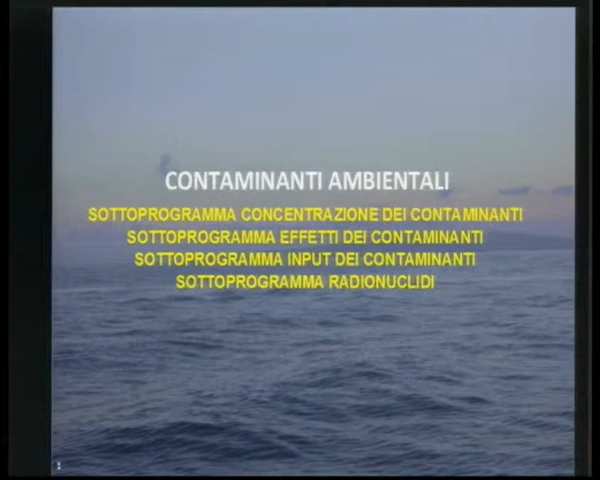 CONTAMINANTI AMBIENTALI
SOTTOPROGRAMMA CONCENTRAZIONE DEI CONTAMINANTI
SOTTOPROGRAMMA EFFETTI DEI CONTAMINANTI
SOTTOPROGRAMMA INPUT DEI CONTAMINANTI
SOTTOPROGRAMMA RADIONUCLIDI